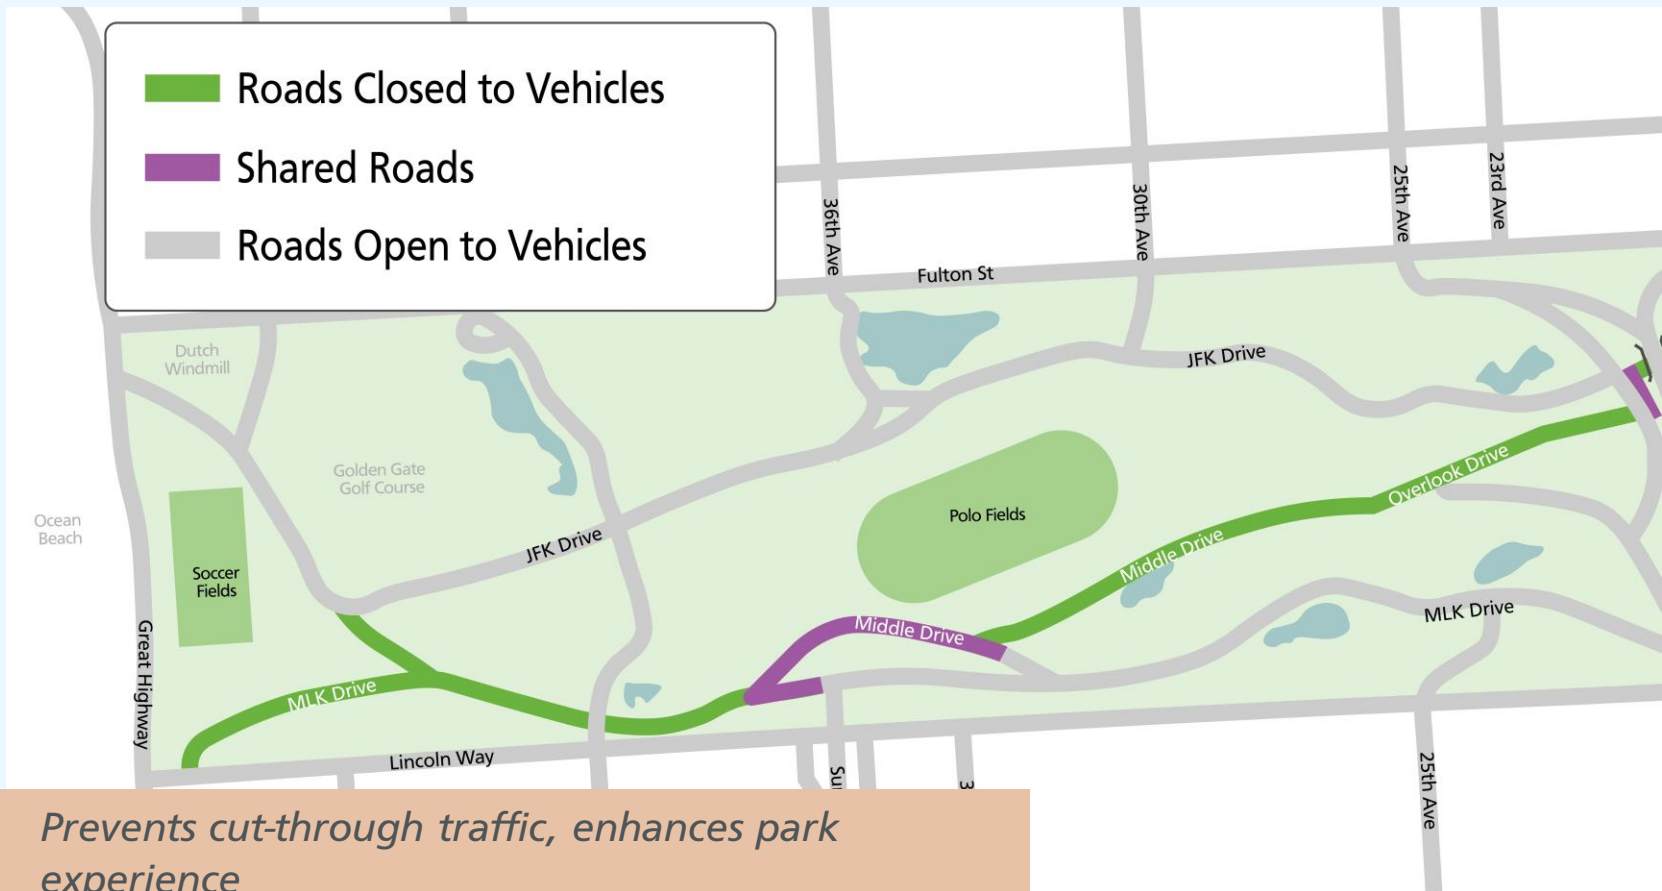 Roads Closed to Vehicles
Shared Roads
Roads Open to Vehicles
36th Ave
30th Ave
25th Ave
23rd Ave
Fulton St
Dutch
Windmill
JFK Drive
Golden Gate
Golf Course
Overlook Drive
Ocean
Beach
Polo Fields
JFK Drive
Middle Drive
Soccer
Fields
MLK Drive
Great Highway
Middle Drive
MLK Drive
Lincoln Way
25th Ave
Prevents cut-through traffic, enhances park
experience